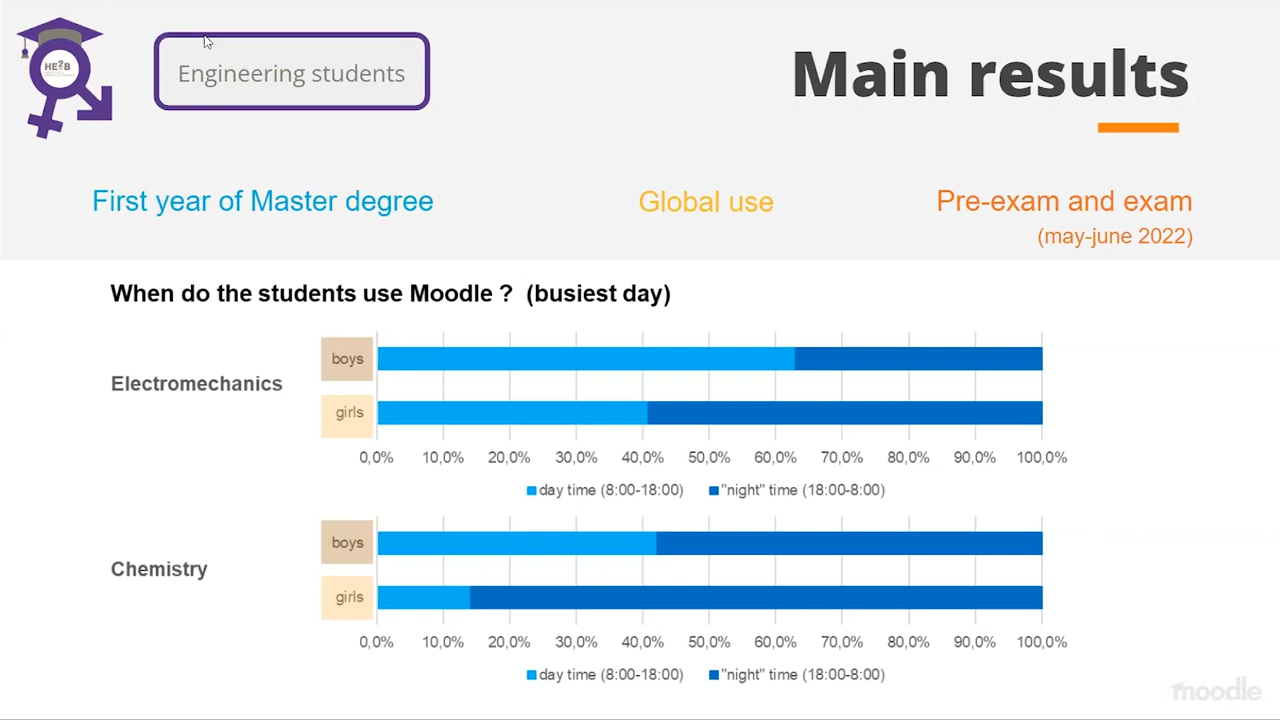 HE²B
Engineering students
Main results
First year of Master degree
Global use
Pre-exam and exam
(may-june 2022)
When do the students use Moodle ? (busiest day)
Electromechanics
boys
girls
0,0% 10,0% 20,0% 30,0% 40,0% 50,0% 60,0% 70,0% 80,0% 90,0% 100,0%
day time (8:00-18:00) "night" time (18:00-8:00)
Chemistry
boys
girls
0,0% 10,0% 20,0% 30,0% 40,0% 50,0% 60,0% 70,0% 80,0% 90,0% 100,0%
day time (8:00-18:00) "night" time (18:00-8:00)
moodle